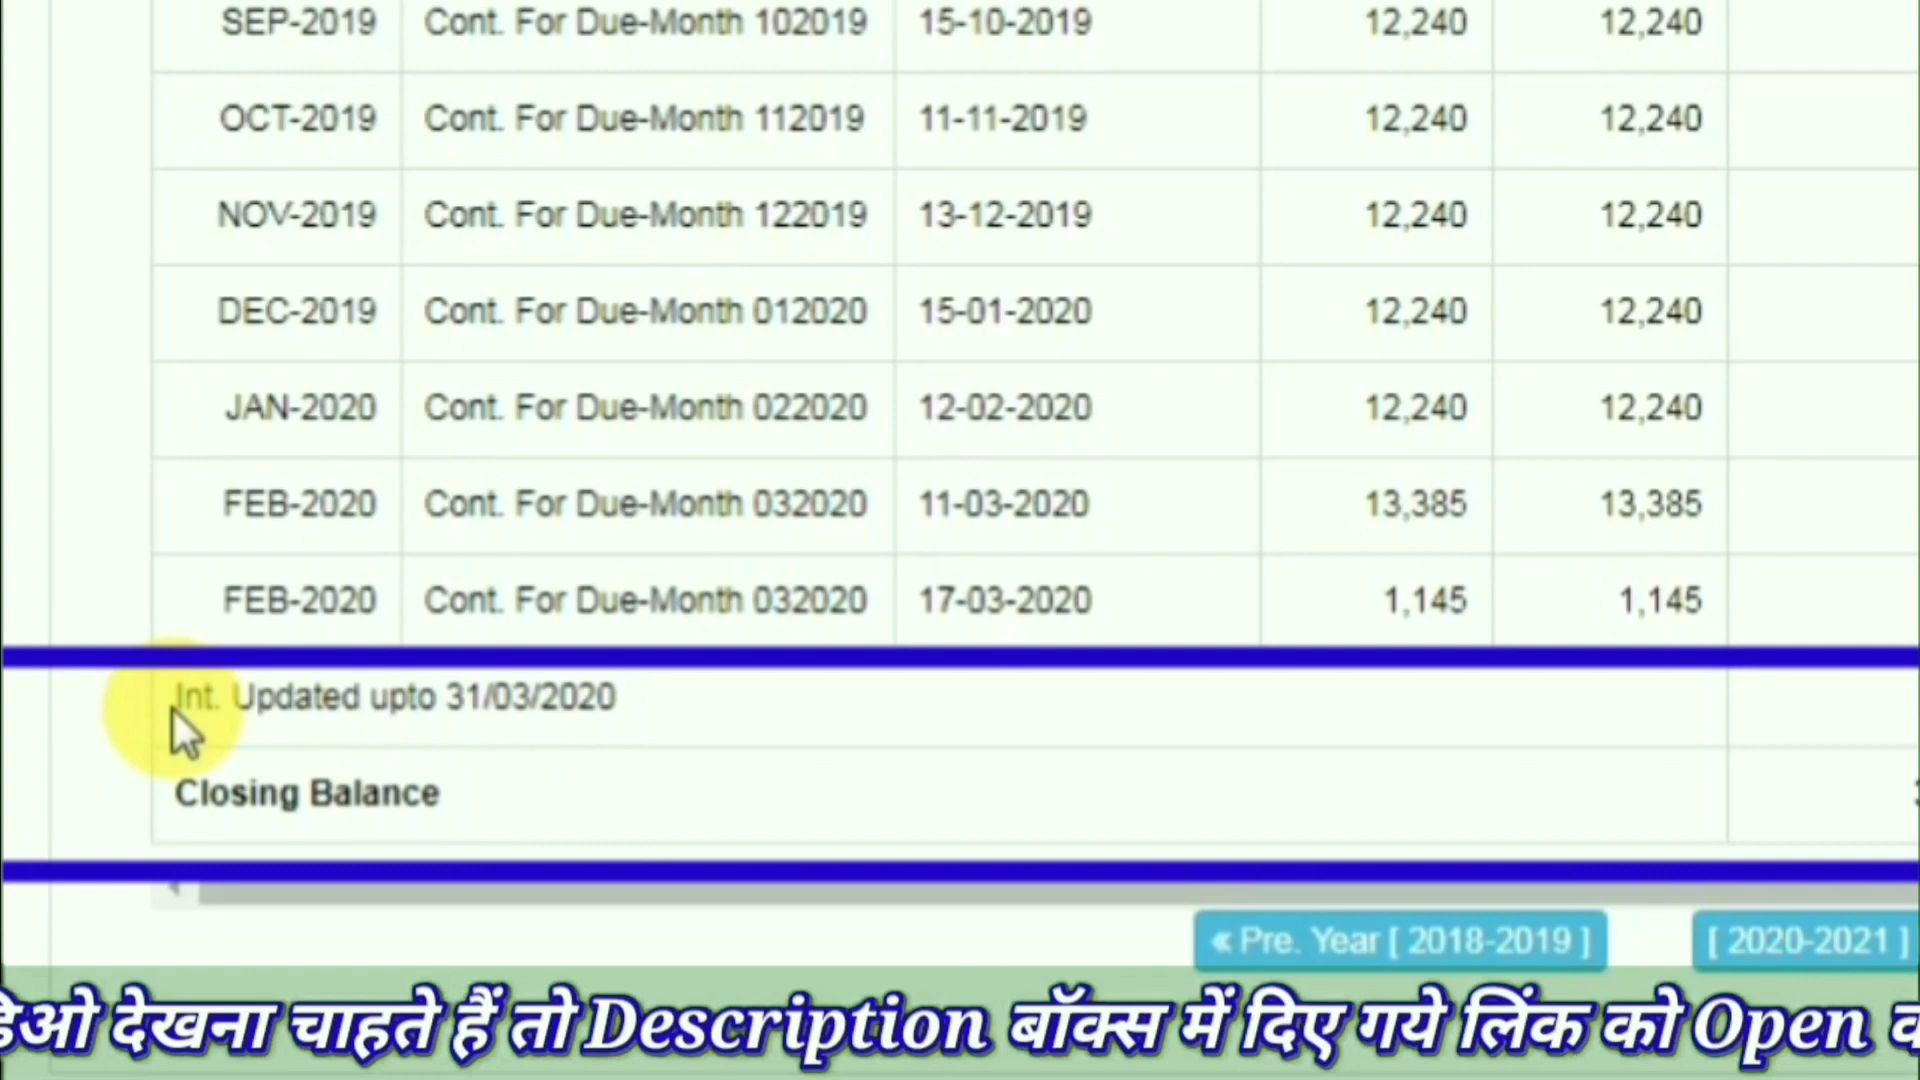 SEP-2019 Cont. For Due-Month 102019 15-10-2019 12,240 12,240
OCT-2019 Cont. For Due-Month 112019 11-11-2019 12,240 12,240
NOV-2019 Cont. For Due-Month 122019 13-12-2019 12,240 12,240
DEC-2019 Cont. For Due-Month 012020 15-01-2020 12,240 12,240
JAN-2020 Cont. For Due-Month 022020 12-02-2020 12,240 12,240
FEB-2020 Cont. For Due-Month 032020 11-03-2020 13,385 13,385
FEB-2020 Cont. For Due-Month 032020 17-03-2020 1,145 1,145
Int. Updated upto 31/03/2020
Closing Balance
« Pre. Year [ 2018-2019 ] [ 2020-2021 ]
देखना चाहते हैं तो Description बॉक्स में दिए गये लिंक को Open